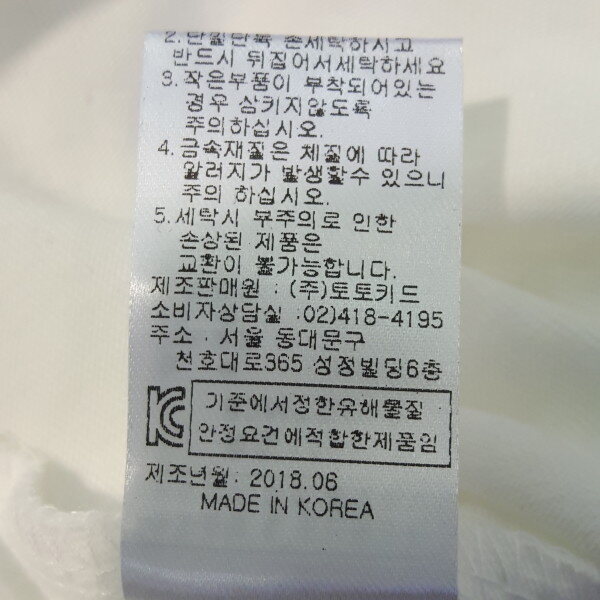 2.단일단독 손세탁하시고
반드시 뒤집어서세탁하세요
3.작은부품이 부착되어있는
경우 삼키지않도록
주의하십시오.
4.금속재질은 체질에 따라
알러지가 발생할수 있으니
주의 하십시오.
5.세탁시 부주의로 인한
손상된 제품은
교환이 불가능합니다.
제조판매원 : (주)토토키드
소비자상담실 :02)418-4195
주소 : 서울 동대문구
천호대로365 성정빌딩6층
기준에서정한유해물질
안정요건에적합한제품임
제조년월: 2018.06
MADE IN KOREA